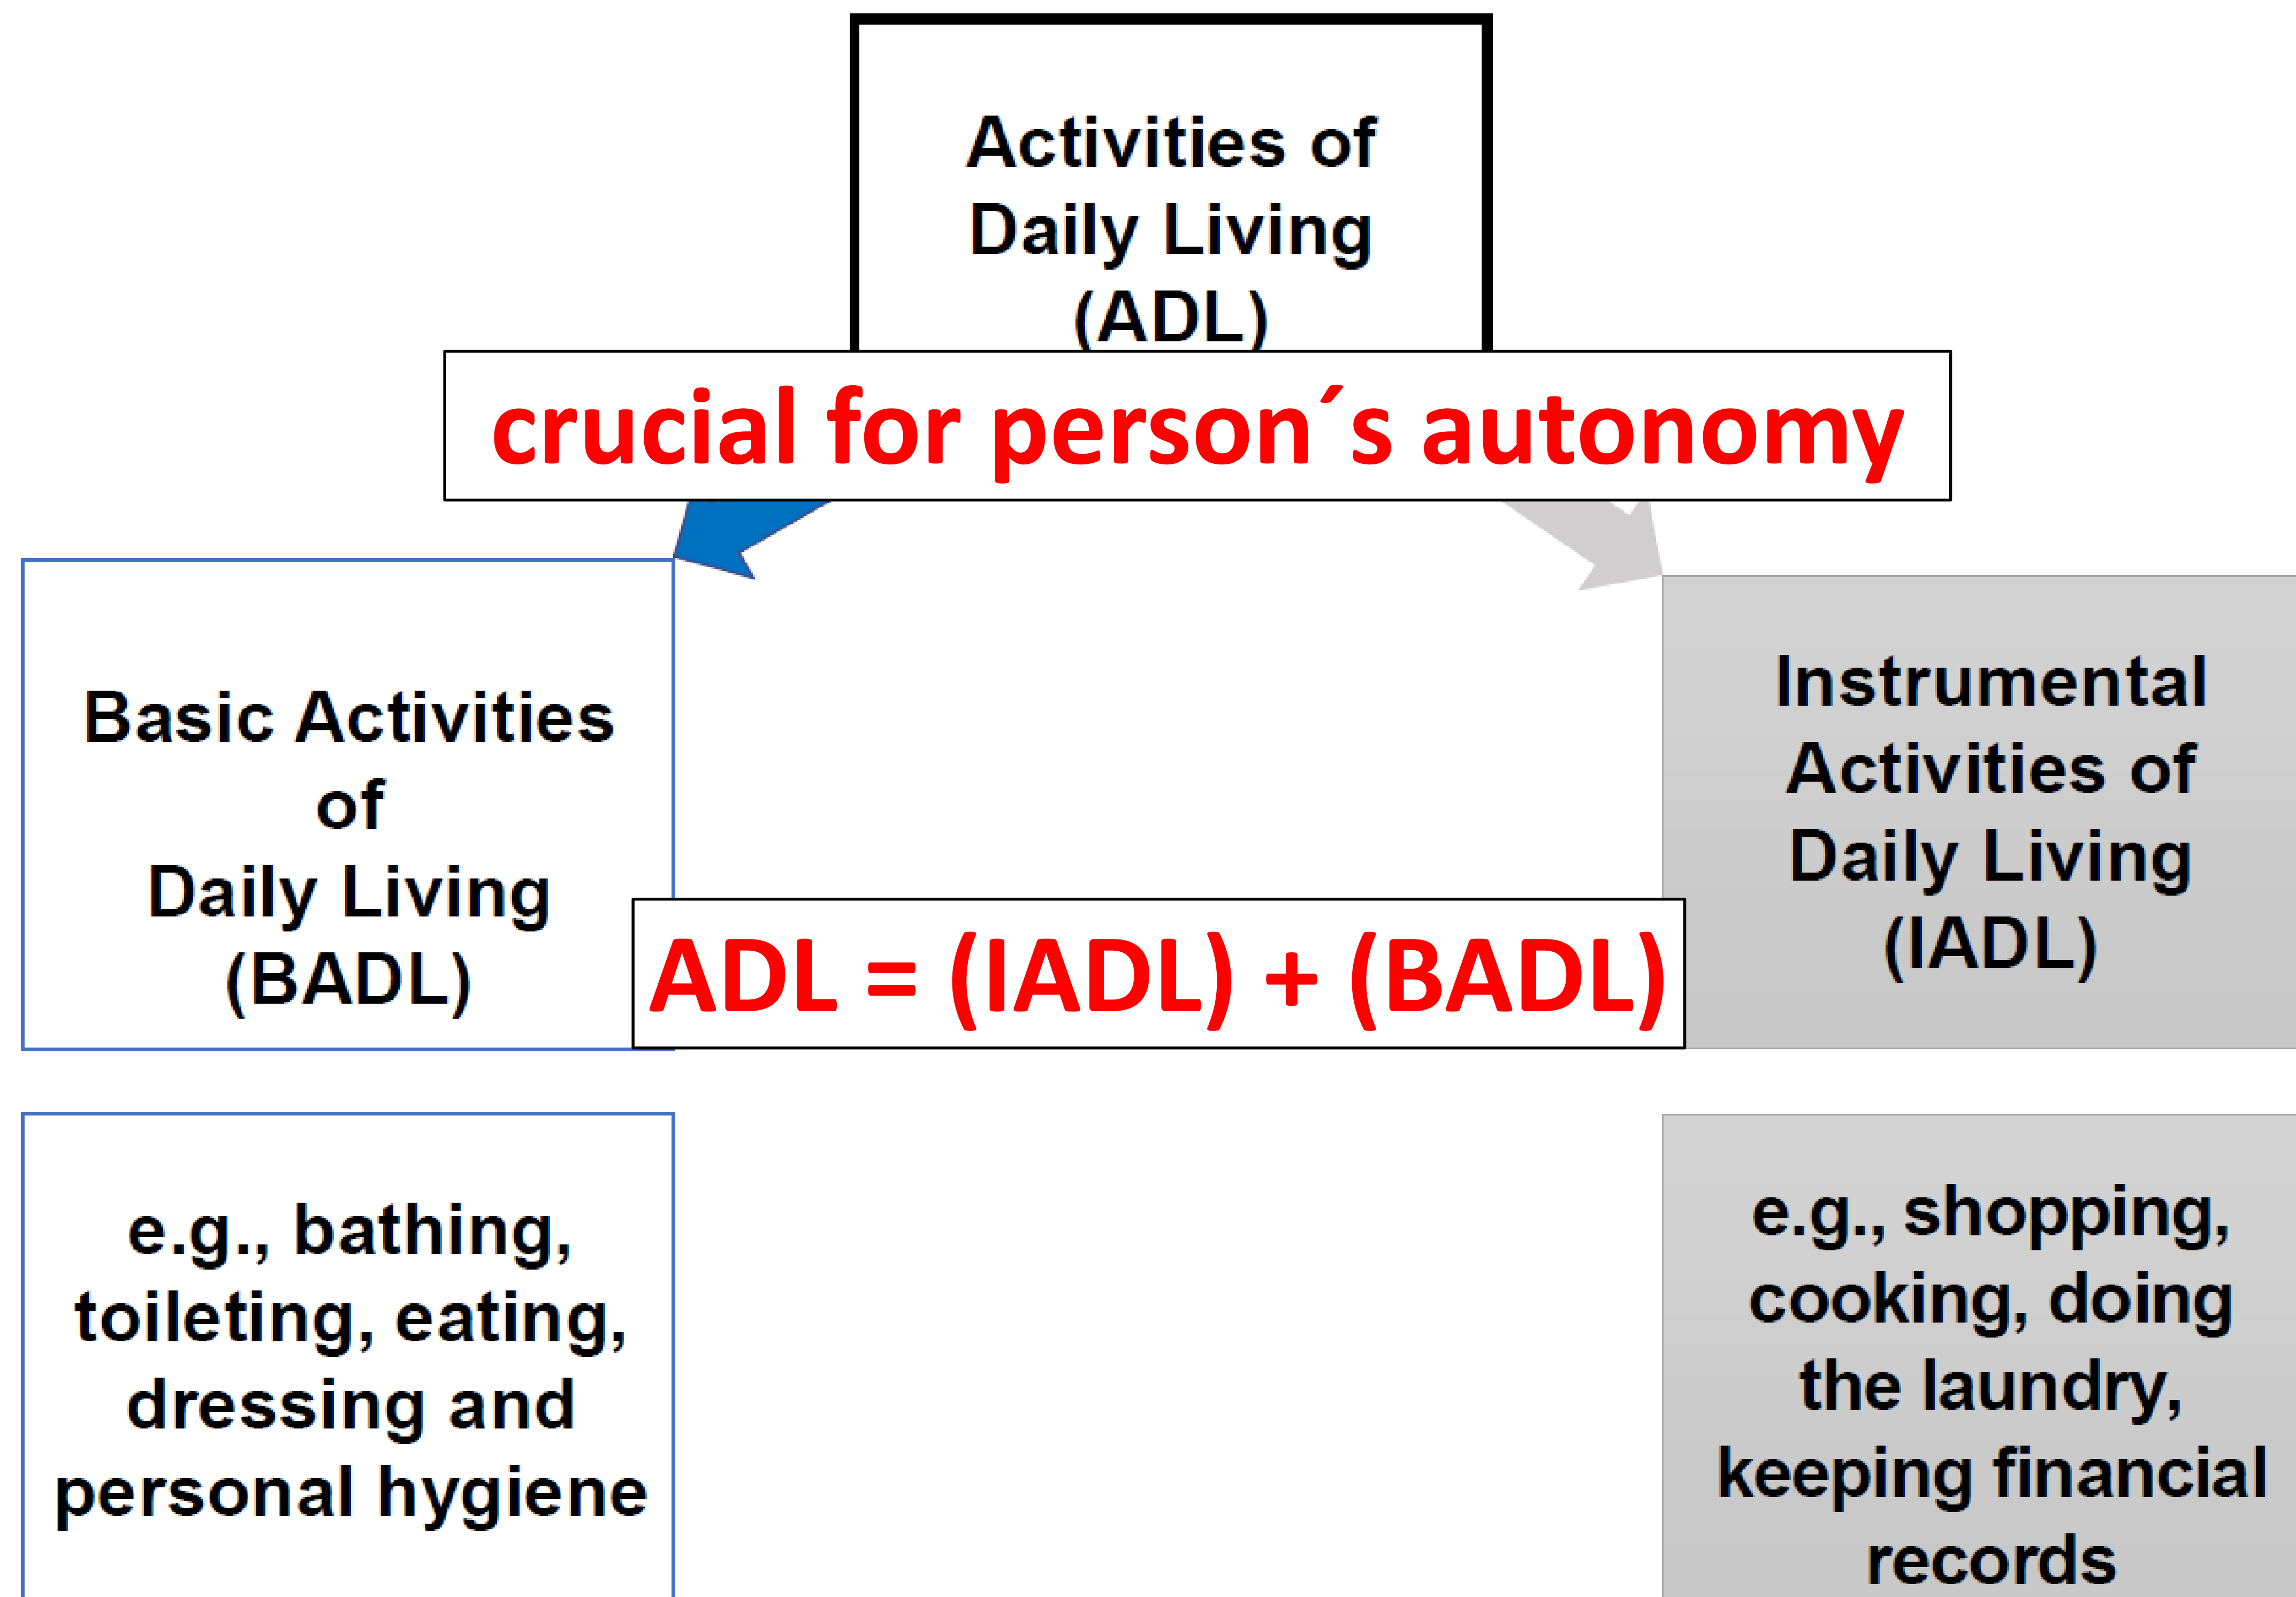 Activities of
Daily Living
(ADL)
crucial for person´s autonomy
Basic Activities
of
Daily Living
(BADL)
Instrumental
Activities of
Daily Living
(IADL)
ADL = (IADL) + (BADL)
e.g., bathing,
toileting, eating,
dressing and
personal hygiene
e.g., shopping,
cooking, doing
the laundry,
keeping financial
records